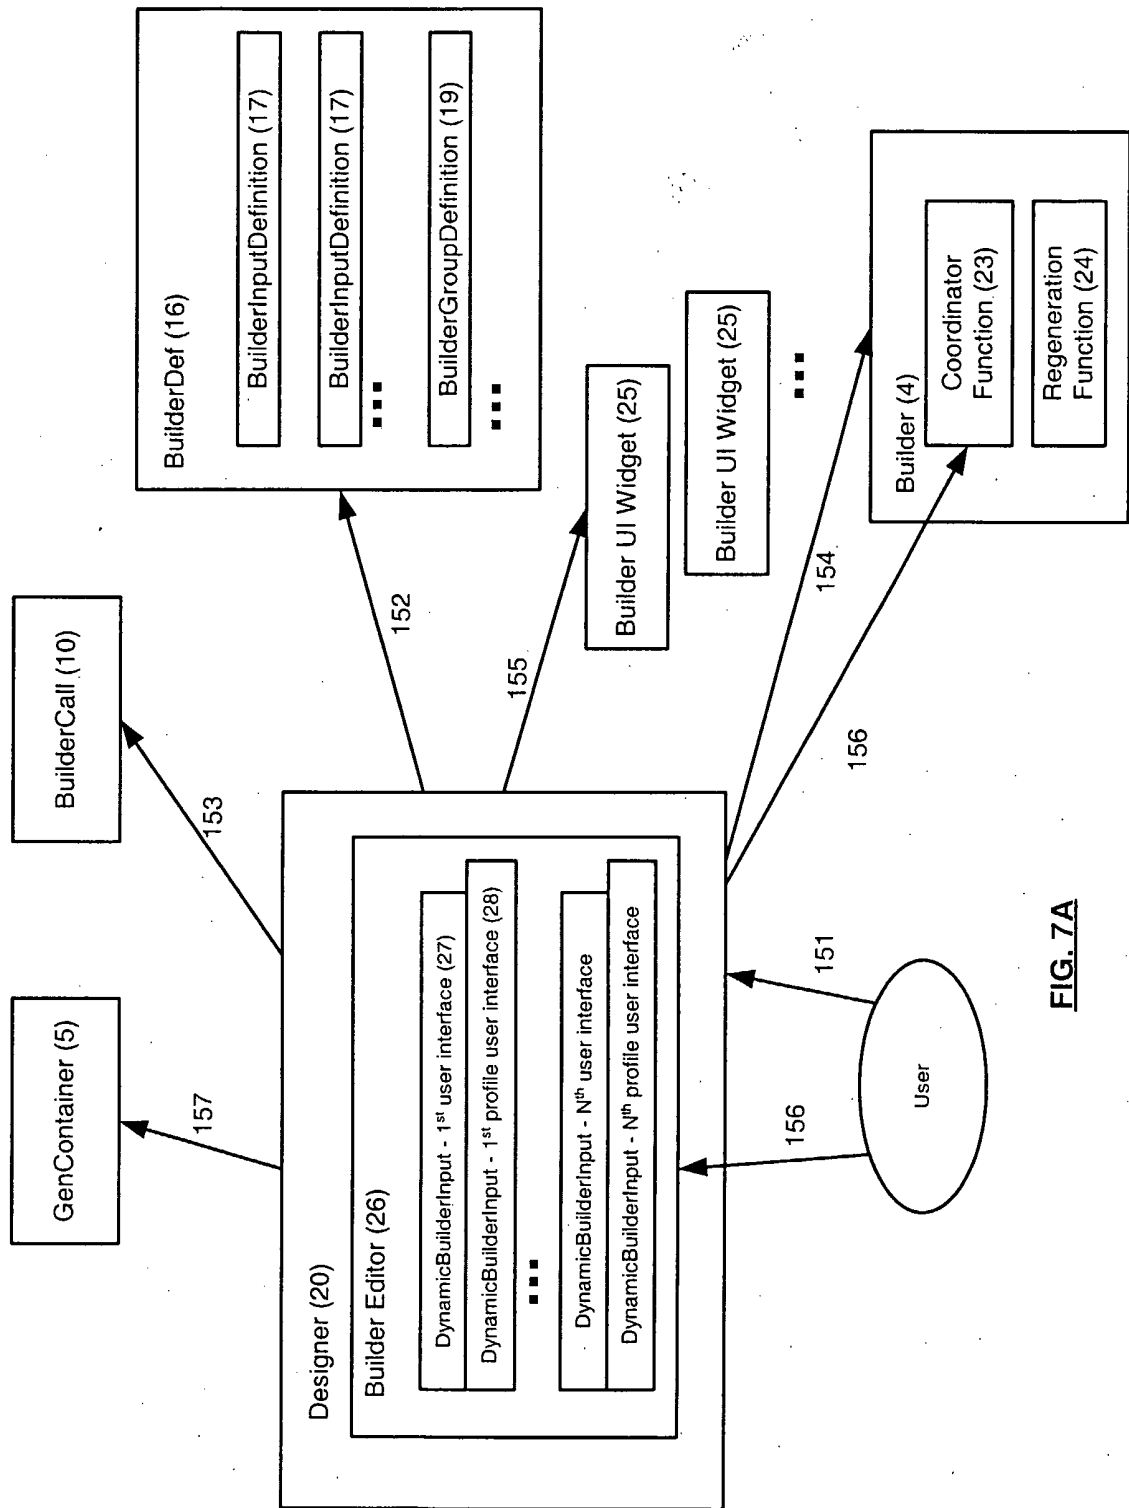 GenContainer (5)
BuilderCall (10)
157
153
Designer (20)
Builder Editor (26)
DynamicBuilderInput - 1st user interface (27)
DynamicBuilderInput - 1st profile user interface (28)
DynamicBuilderInput - Nth user interface
DynamicBuilderInput - Nth profile user interface
152
155
BuilderDef (16)
BuilderInputDefinition (17)
BuilderInputDefinition (17)
BuilderGroupDefinition (19)
Builder UI Widget (25)
Builder UI Widget (25)
154
156
Builder (4)
Coordinator
Function (23)
Regeneration
Function (24)
156
151
User
FIG. 7A